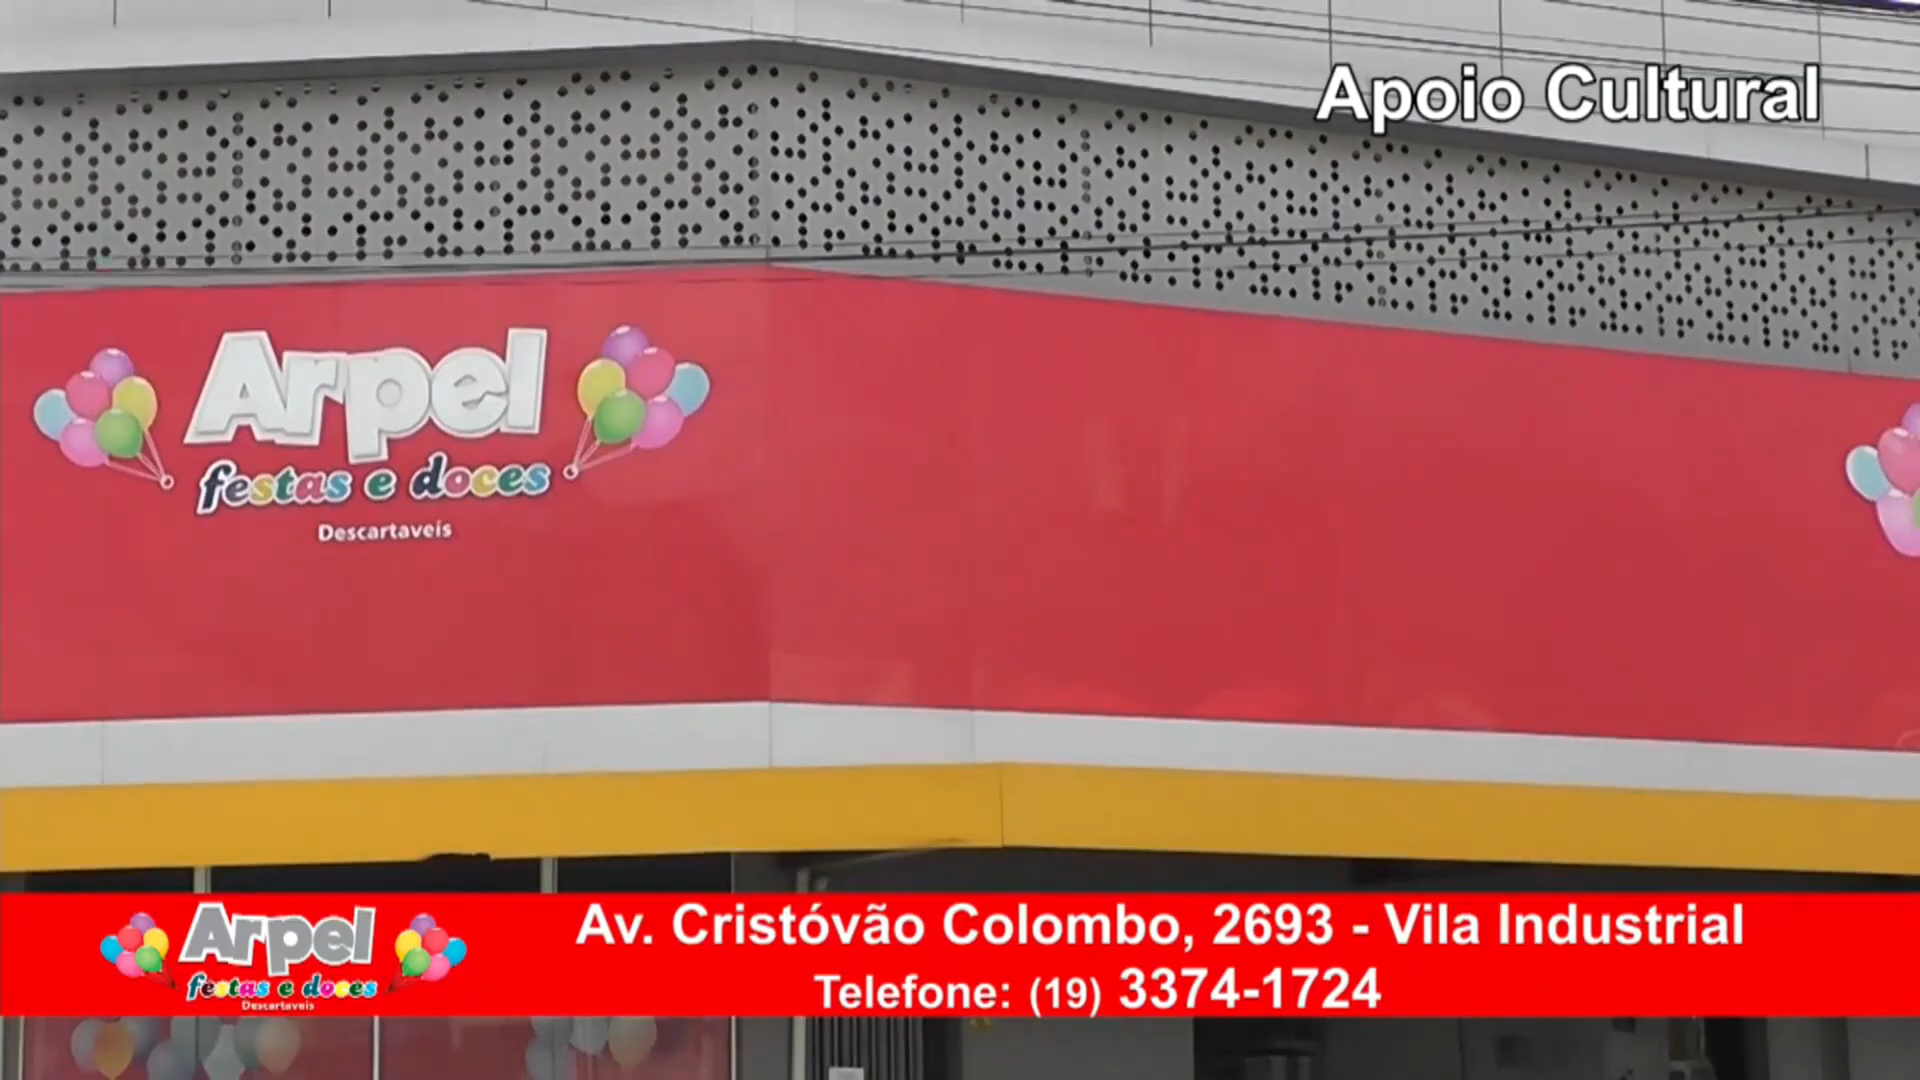 Apoio Cultural
Arpel
festas e doces
Descartaveis
Arpel
festas e doces
Descartaveis
Av. Cristóvão Colombo, 2693 - Vila Industrial
Telefone: (19) 3374-1724